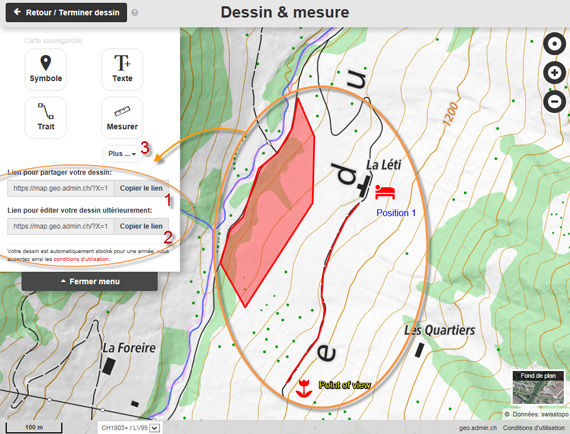 Retour / Terminer dessin
Dessin & mesure
Carte sauvegardée.
Symbole
T+
Texte
Trait
Mesurer
Plus ...
3
Lien pour partager votre dessin:
https://map.geo.admin.ch/?X=1
Copier le lien
1
Lien pour éditer votre dessin ultérieurement:
https://map.geo.admin.ch/?X=1
Copier le lien
2
Votre dessin est automatiquement stocké pour une année, vous
acceptez ainsi les conditions d'utilisation.
Fermer menu
u
1200
La Léti
d
Position 1
Les Quartiers
La Foreire
e
Point of view
Fond de plan
© Données: swisstopo
100 m
CH1903+ / LV95
geo.admin.ch
Conditions d'utilisation